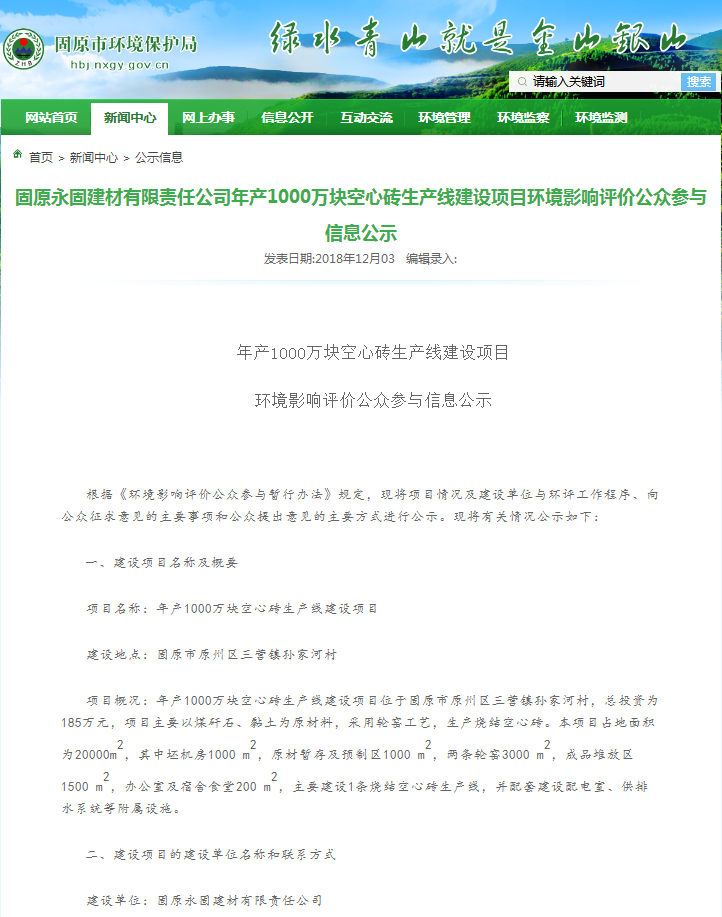 固原市环境保护局
hbj.nxgy.gov.cn
ZHB
绿水青山就是金山銀山
请输入关键词
搜索
网站首页 新闻中心 网上办事 信息公开 互动交流 环境管理 环境监察 环境监测
首页 > 新闻中心 > 公示信息
固原永固建材有限责任公司年产1000万块空心砖生产线建设项目环境影响评价公众参与
信息公示
发表日期:2018年12月03 编辑录入:
年产1000万块空心砖生产线建设项目
环境影响评价公众参与信息公示
根据《环境影响评价公众参与暂行办法》规定，现将项目情况及建设单位与环评工作程序、向
公众征求意见的主要事项和公众提出意见的主要方式进行公示。现将有关情况公示如下：
一、建设项目名称及概要
项目名称：年产1000万块空心砖生产线建设项目
建设地点：固原市原州区三营镇孙家河村
项目概况：年产1000万块空心砖生产线建设项目位于固原市原州区三营镇孙家河村，总投资为
185万元，项目主要以煤矸石、黏土为原材料，采用轮窑工艺，生产烧结空心砖。本项目占地面积
为20000m²，其中坯机房1000 m²，原材暂存及预制区1000 m²，两条轮窑3000 m²，成品堆放区
1500 m²，办公室及宿舍食堂200 m²，主要建设1条烧结空心砖生产线，并配套建设配电室、供排
水系统等附属设施。
二、建设项目的建设单位名称和联系方式
建设单位：固原永固建材有限责任公司